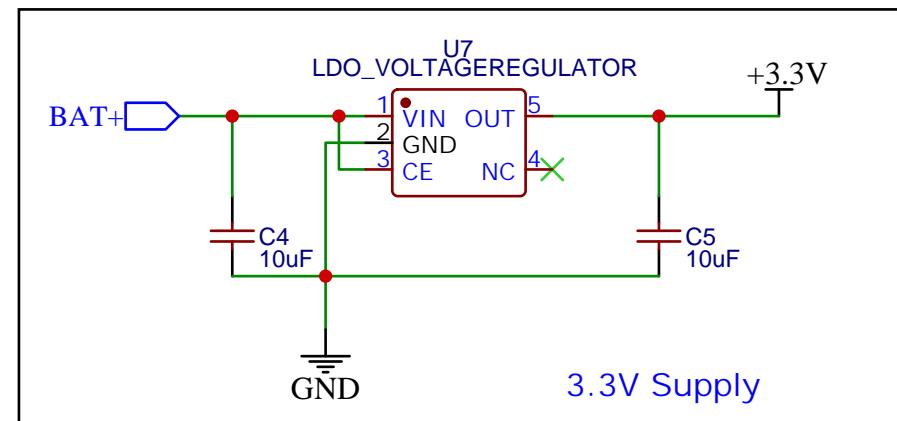 U7
LDO_VOLTAGEREGULATOR
+3.3V
BAT+
1
VIN
OUT
5
2
GND
3
CE
NC
4
C4
10uF
C5
10uF
GND
3.3V Supply